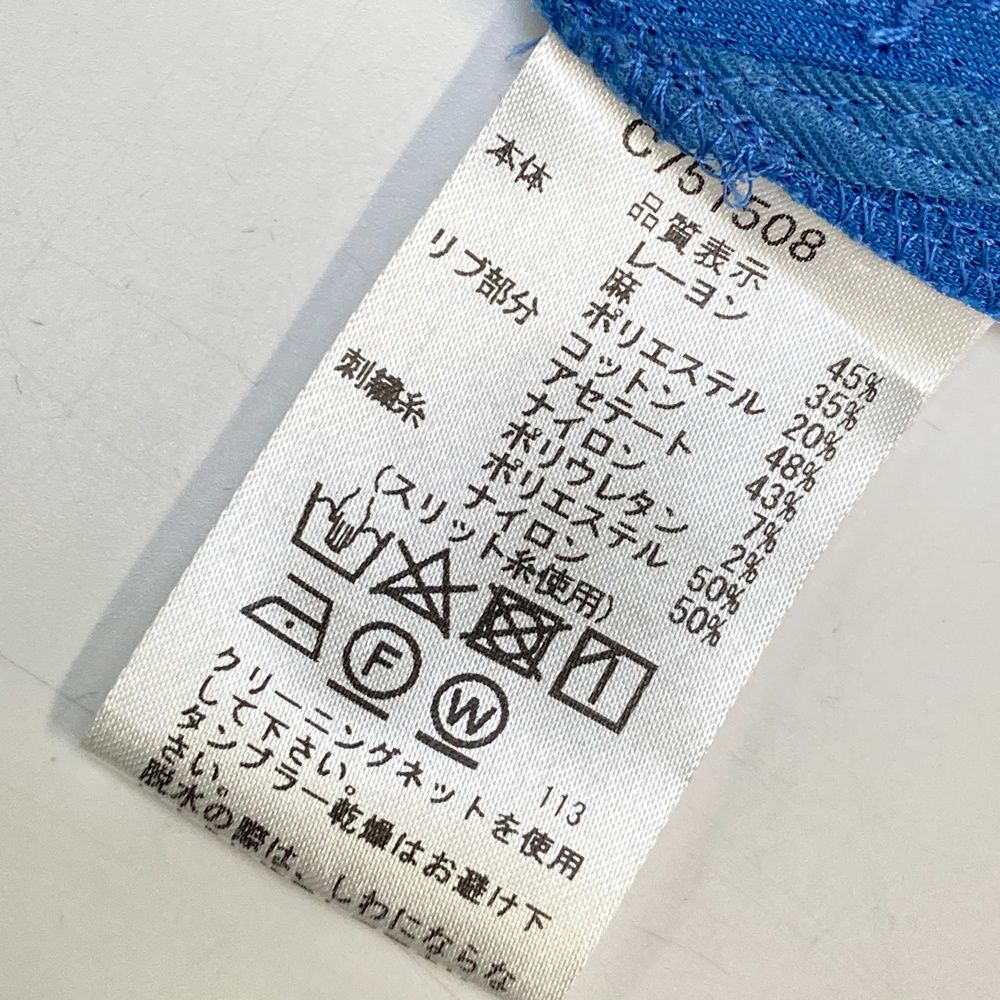 C751508
品質表示
本体 レーヨン 45%
麻 35%
ポリエステル 20%
リブ部分 コットン 48%
アセテート 43%
ナイロン 7%
ポリウレタン 2%
刺繍糸 ポリエステル 50%
ナイロン 50%
(スリット糸使用)
F W
113
クリーニングネットを使用
して下さい。
タンブラー乾燥はお避け下
さい。
脱水の際は、しわにならな